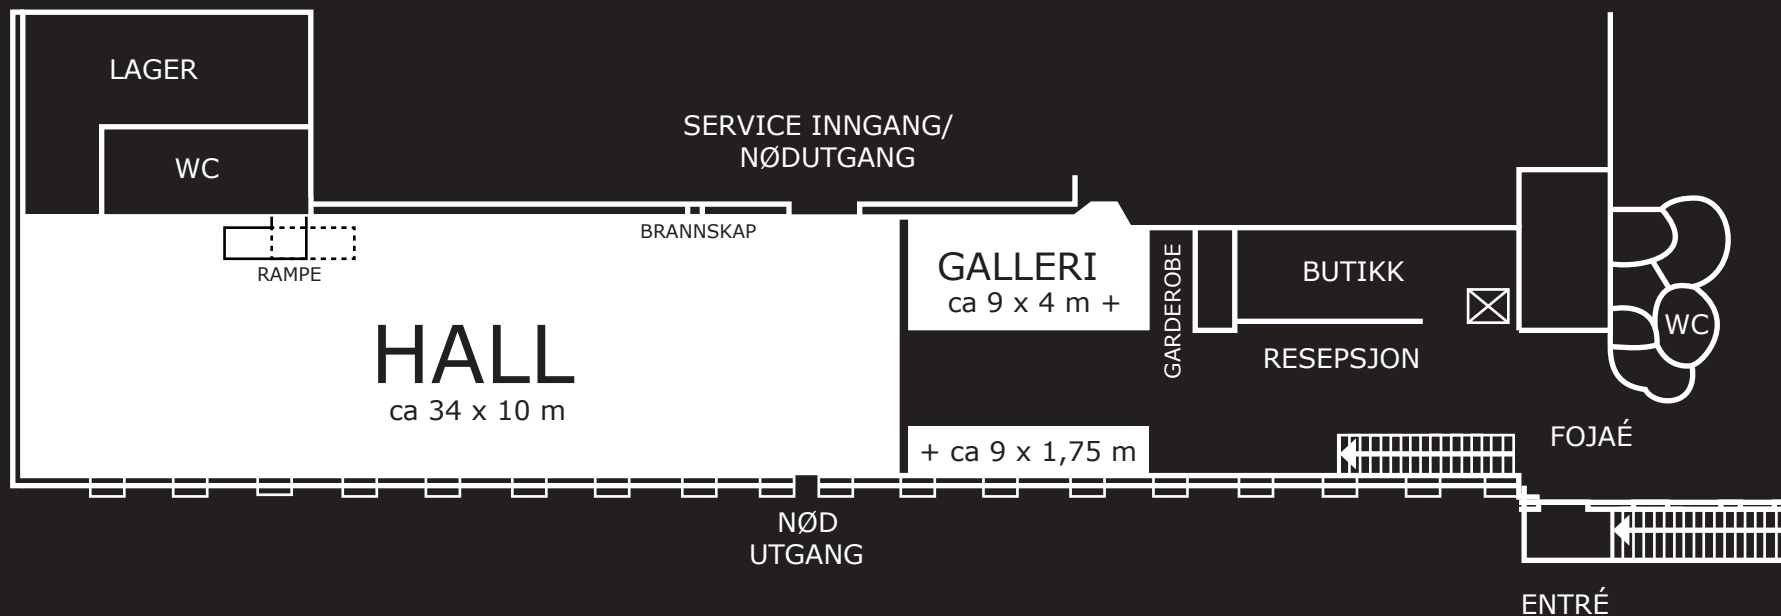 LAGER
WC
SERVICE INNGANG/
NØDUTGANG
BRANNSKAP
RAMPE
HALL
ca 34 x 10 m
GALLERI
ca 9 x 4 m +
+ ca 9 x 1,75 m
GARDEROBE
BUTIKK
RESEPSJON
WC
FOJAÉ
NØD
UTGANG
ENTRÉ